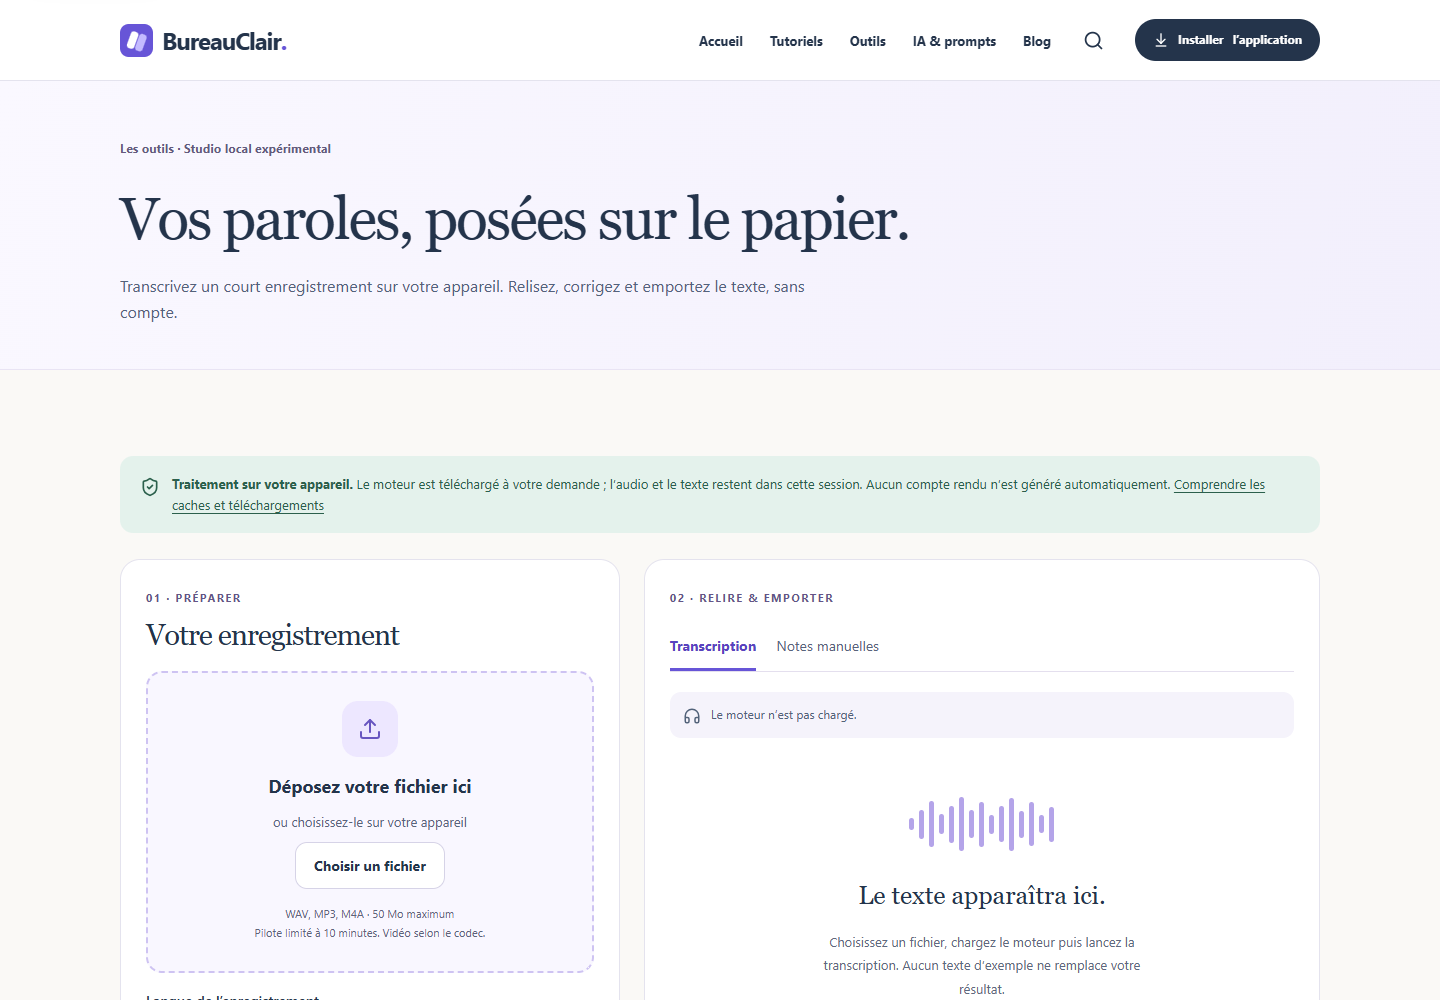 BureauClair.
Accueil
Tutoriels
Outils
IA & prompts
Blog
Installer l’application
Les outils · Studio local expérimental
Vos paroles, posées sur le papier.
Transcrivez un court enregistrement sur votre appareil. Relisez, corrigez et emportez le texte, sans
compte.
Traitement sur votre appareil. Le moteur est téléchargé à votre demande ; l’audio et le texte restent dans cette session. Aucun compte rendu n’est généré automatiquement. Comprendre les
caches et téléchargements
01 · PRÉPARER
Votre enregistrement
Déposez votre fichier ici
ou choisissez-le sur votre appareil
Choisir un fichier
WAV, MP3, M4A · 50 Mo maximum
Pilote limité à 10 minutes. Vidéo selon le codec.
Langue de l’enregistrement
02 · RELIRE & EMPORTER
Transcription
Notes manuelles
Le moteur n’est pas chargé.
Le texte apparaîtra ici.
Choisissez un fichier, chargez le moteur puis lancez la
transcription. Aucun texte d’exemple ne remplace votre
résultat.